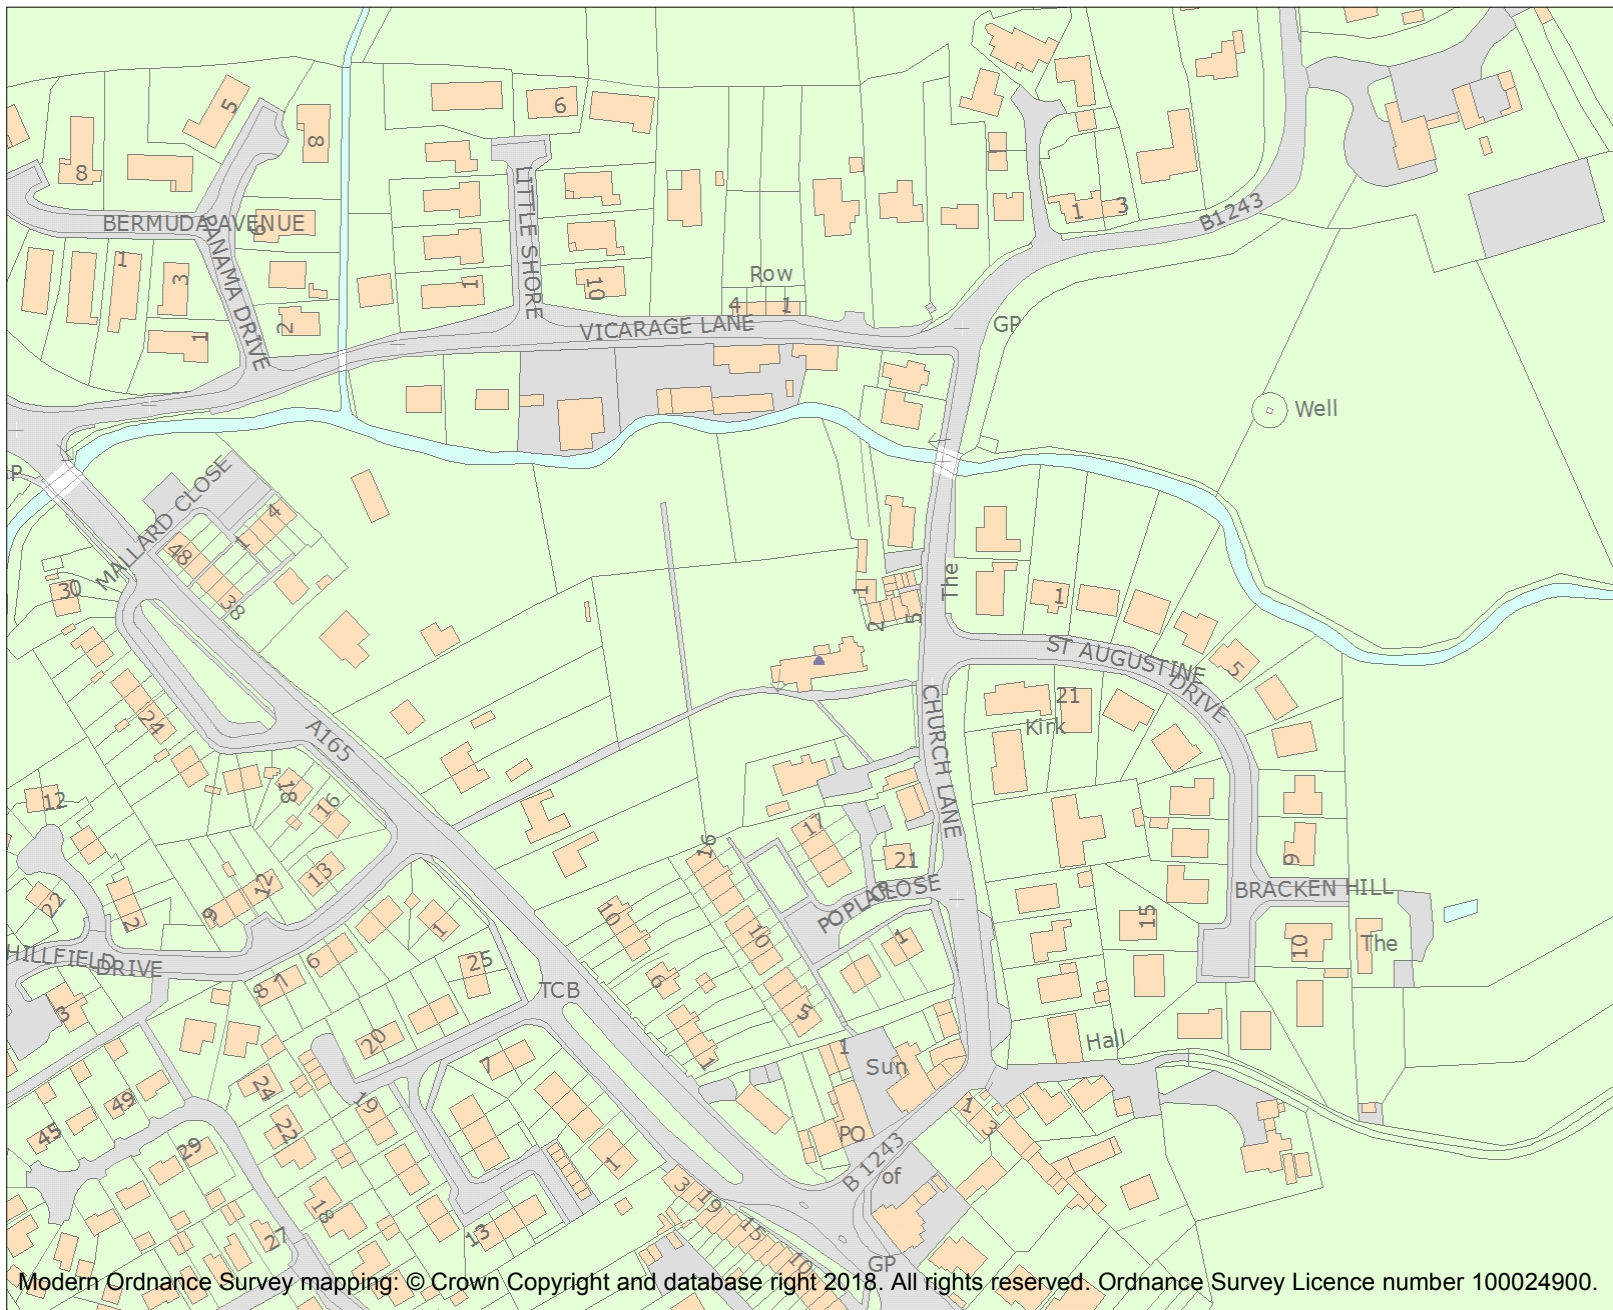 5
6
8
8
1
3
B1243
BERMUDA AVENUE
6
PANAMA DRIVE
LITTLE SHORE
1
3
1
10
2
1
Row
4
1
VICARAGE LANE
GP
Well
P
MALLARD CLOSE
4
1
48
38
30
1
2
5
The
1
ST AUGUSTINE DRIVE
5
21
Kirk
CHURCH LANE
24
A165
18
16
12
13
12
9
22
2
HILLFIELD DRIVE
8
7
6
1
25
3
TCB
16
17
21
POPLAR CLOSE
10
10
6
5
1
1
9
BRACKEN HILL
15
10
The
Hall
20
7
24
19
22
49
45
29
18
27
13
1
3
19
15
10
1
Sun
PO
1
3
B 1243
of
GP
Modern Ordnance Survey mapping: © Crown Copyright and database right 2018. All rights reserved. Ordnance Survey Licence number 100024900.